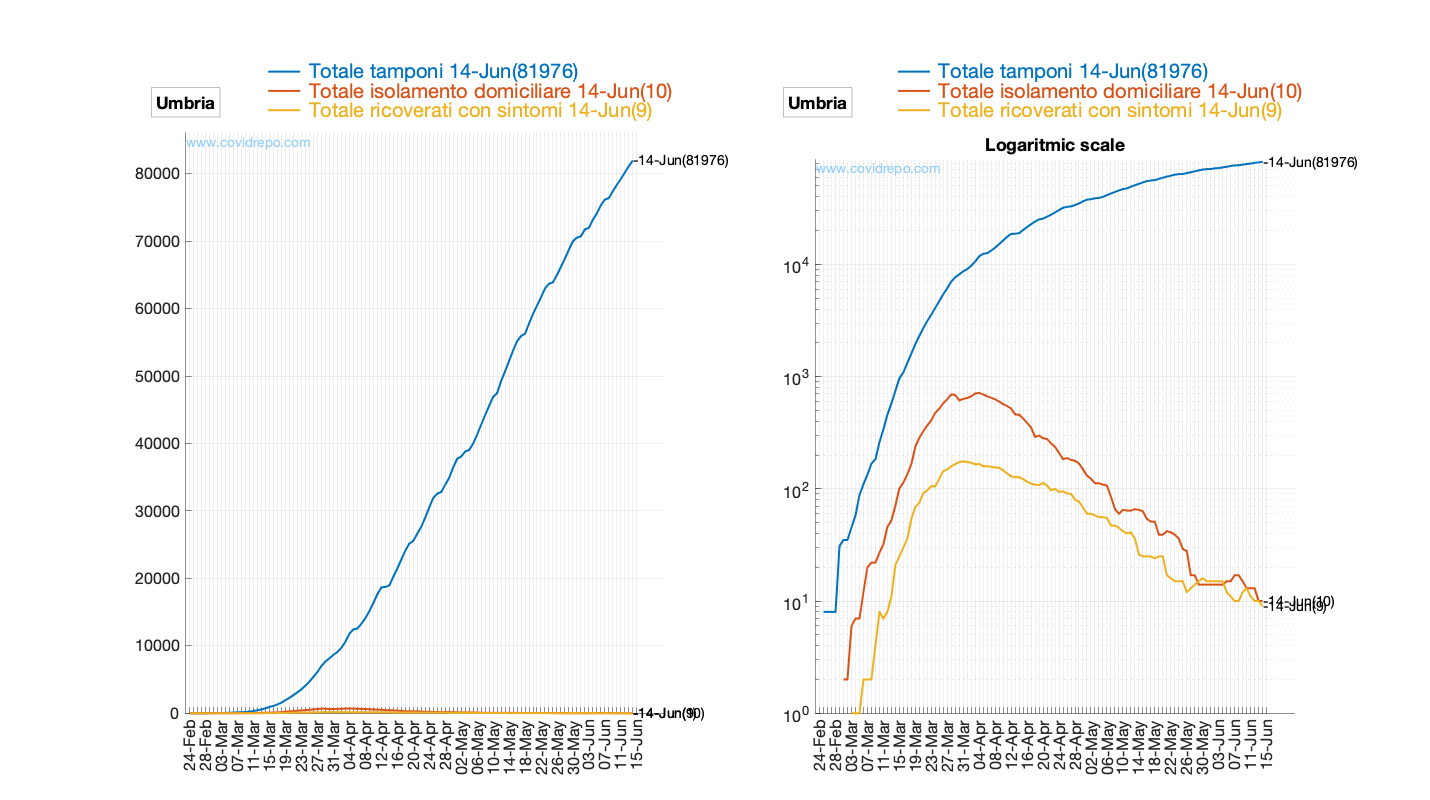 Totale tamponi 14-Jun(81976)
Totale isolamento domiciliare 14-Jun(10)
Totale ricoverati con sintomi 14-Jun(9)
Umbria
www.covidrepo.com
80000
70000
60000
50000
40000
30000
20000
10000
0
-14-Jun(81976)
-14-Jun(10)
-14-Jun(9)
24-Feb
28-Feb
03-Mar
07-Mar
11-Mar
15-Mar
19-Mar
23-Mar
27-Mar
31-Mar
04-Apr
08-Apr
12-Apr
16-Apr
20-Apr
24-Apr
28-Apr
02-May
06-May
10-May
14-May
18-May
22-May
26-May
30-May
03-Jun
07-Jun
11-Jun
15-Jun
Totale tamponi 14-Jun(81976)
Totale isolamento domiciliare 14-Jun(10)
Totale ricoverati con sintomi 14-Jun(9)
Umbria
Logaritmic scale
www.covidrepo.com
10^4
10^3
10^2
10^1
10^0
-14-Jun(81976)
-14-Jun(10)
-14-Jun(9)
24-Feb
28-Feb
03-Mar
07-Mar
11-Mar
15-Mar
19-Mar
23-Mar
27-Mar
31-Mar
04-Apr
08-Apr
12-Apr
16-Apr
20-Apr
24-Apr
28-Apr
02-May
06-May
10-May
14-May
18-May
22-May
26-May
30-May
03-Jun
07-Jun
11-Jun
15-Jun